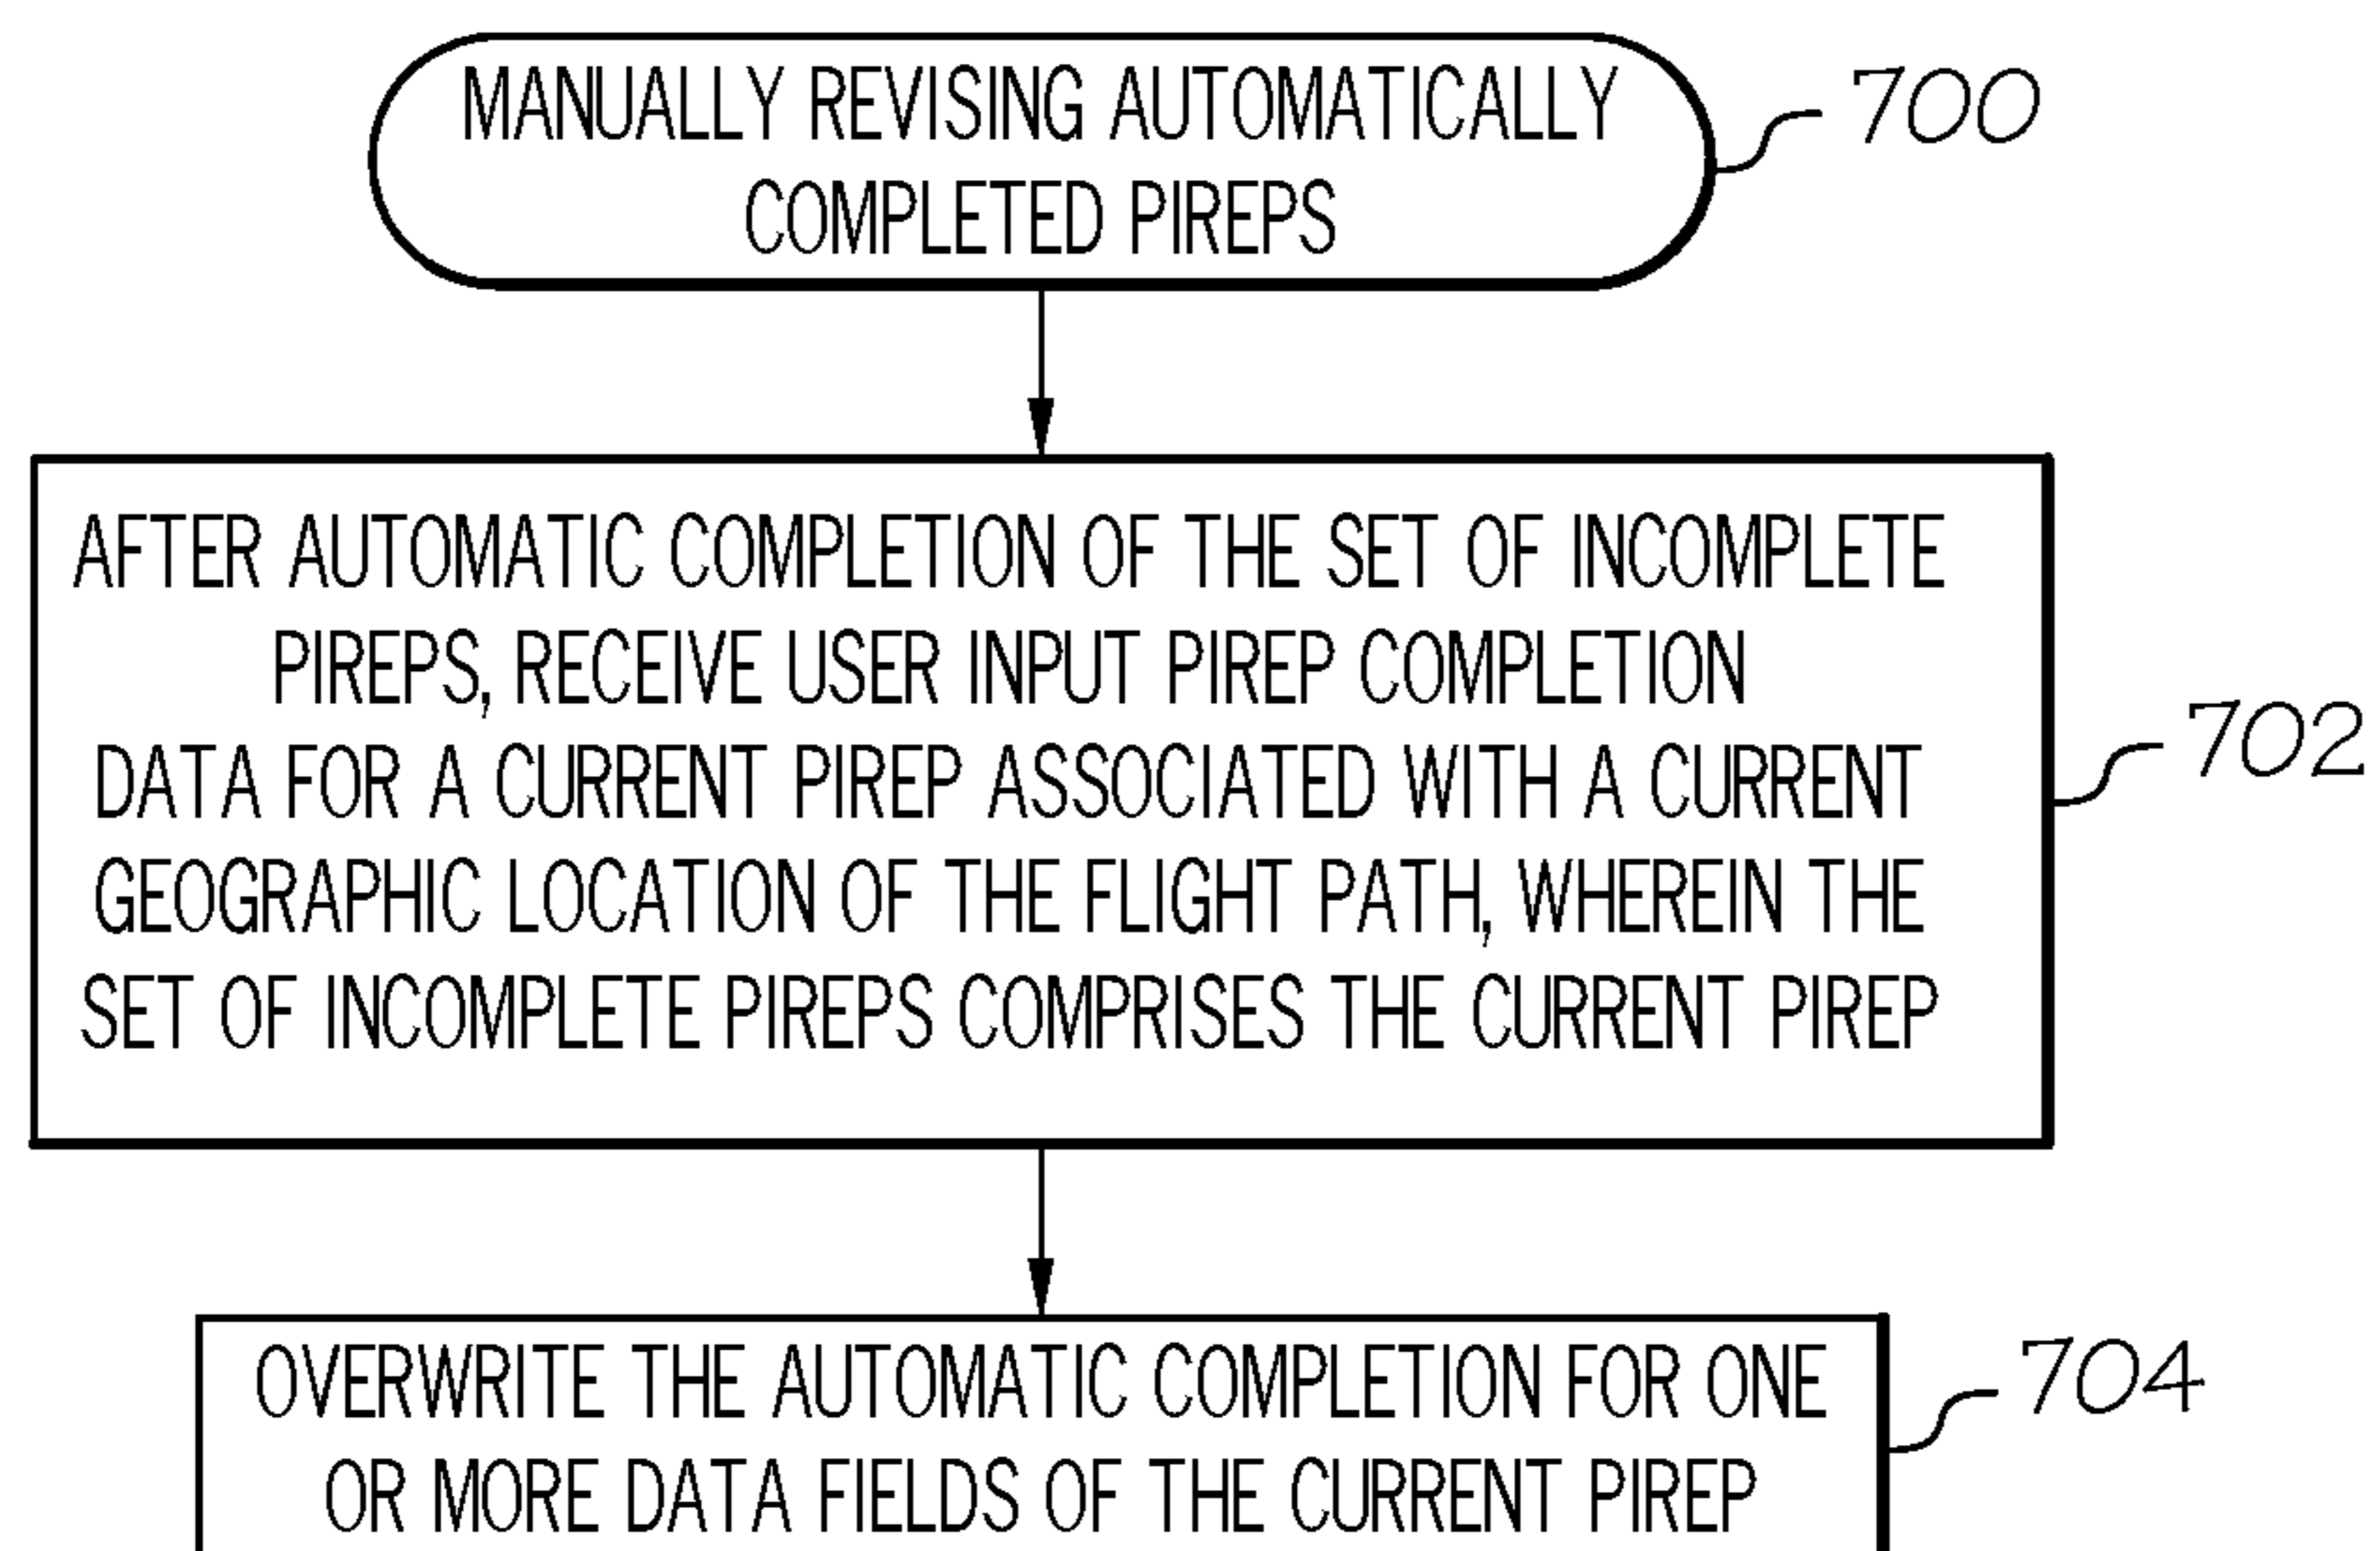 MANUALLY REVISING AUTOMATICALLY
COMPLETED PIREPS
700
AFTER AUTOMATIC COMPLETION OF THE SET OF INCOMPLETE
PIREPS, RECEIVE USER INPUT PIREP COMPLETION
DATA FOR A CURRENT PIREP ASSOCIATED WITH A CURRENT
GEOGRAPHIC LOCATION OF THE FLIGHT PATH, WHEREIN THE
SET OF INCOMPLETE PIREPS COMPRISES THE CURRENT PIREP
702
OVERWRITE THE AUTOMATIC COMPLETION FOR ONE
OR MORE DATA FIELDS OF THE CURRENT PIREP
704